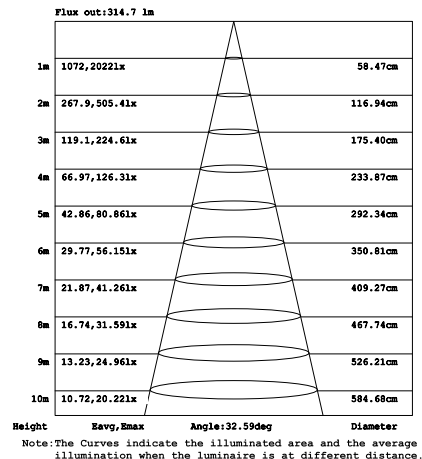 Flux out:314.7 lm
1m 1072,2022lx 58.47cm
2m 267.9,505.4lx 116.94cm
3m 119.1,224.6lx 175.40cm
4m 66.97,126.3lx 233.87cm
5m 42.86,80.86lx 292.34cm
6m 29.77,56.15lx 350.81cm
7m 21.87,41.26lx 409.27cm
8m 16.74,31.59lx 467.74cm
9m 13.23,24.96lx 526.21cm
10m 10.72,20.22lx 584.68cm
Height Eavg,Emax Angle:32.59deg Diameter
Note:The Curves indicate the illuminated area and the average
illumination when the luminaire is at different distance.